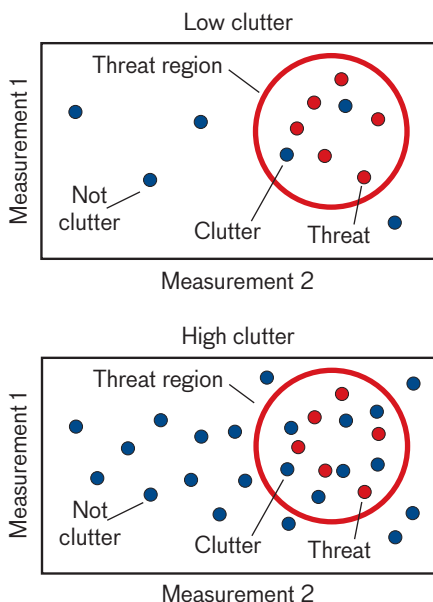 Low clutter
Threat region
Measurement 1
Not
clutter
Clutter
Threat
Measurement 2
High clutter
Threat region
Measurement 1
Not
clutter
Clutter
Threat
Measurement 2